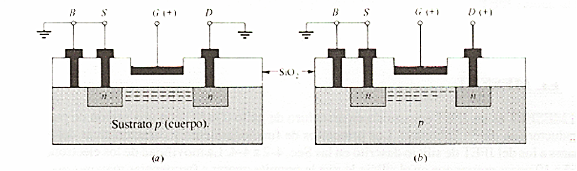 B S G (+) D
B S G (+) D (+)
SiO₂
n n
n n
Sustrato p (cuerpo).
p
(a)
(b)